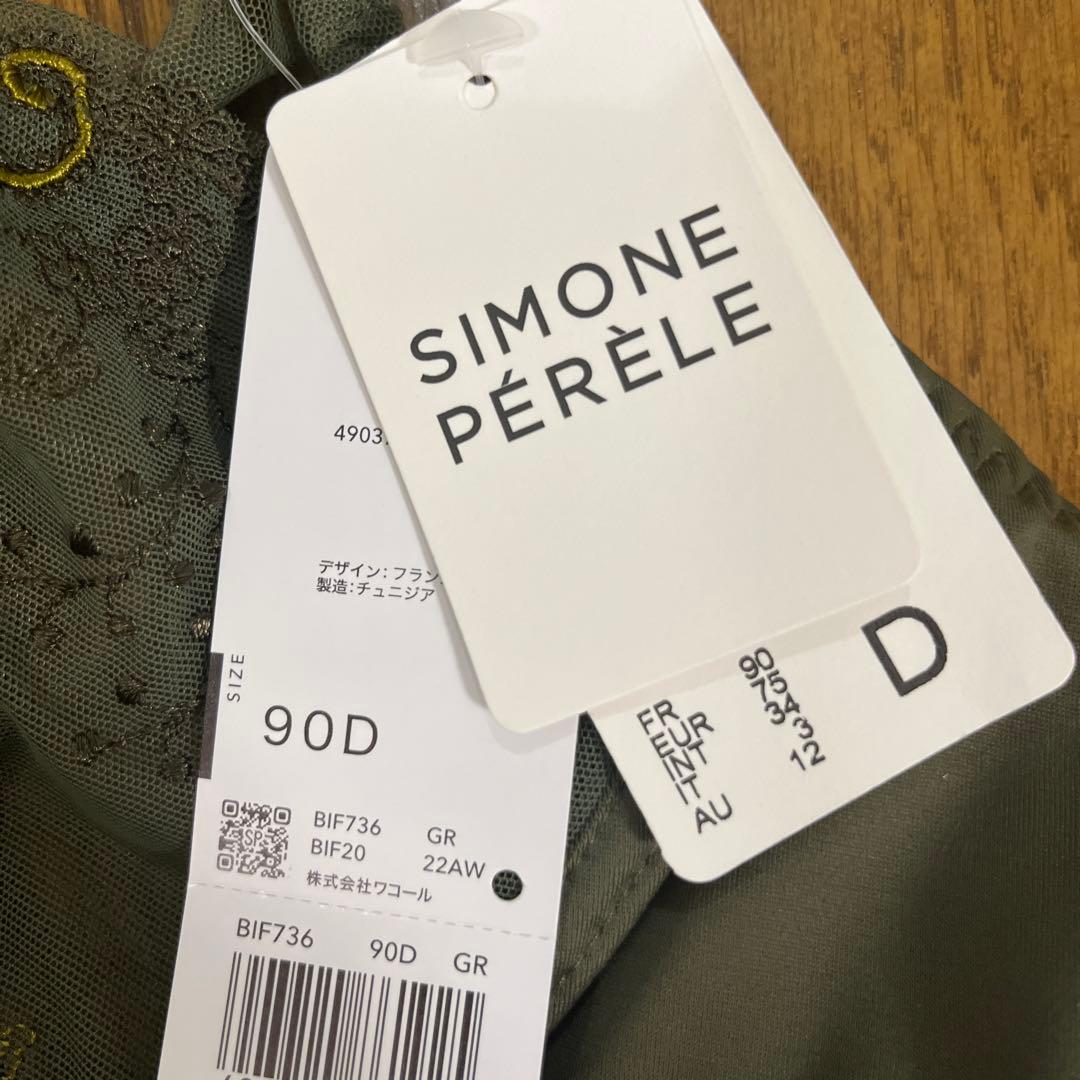 SIMONE
PÉRÈLE
4903
デザイン:フラン
製造:チュニジア
SIZE
90D
SP
BIF736 GR
BIF20 22AW
株式会社ワコール
BIF736 90D GR
D
FR 90
EUR 75
INT 34
IT 3
AU 12